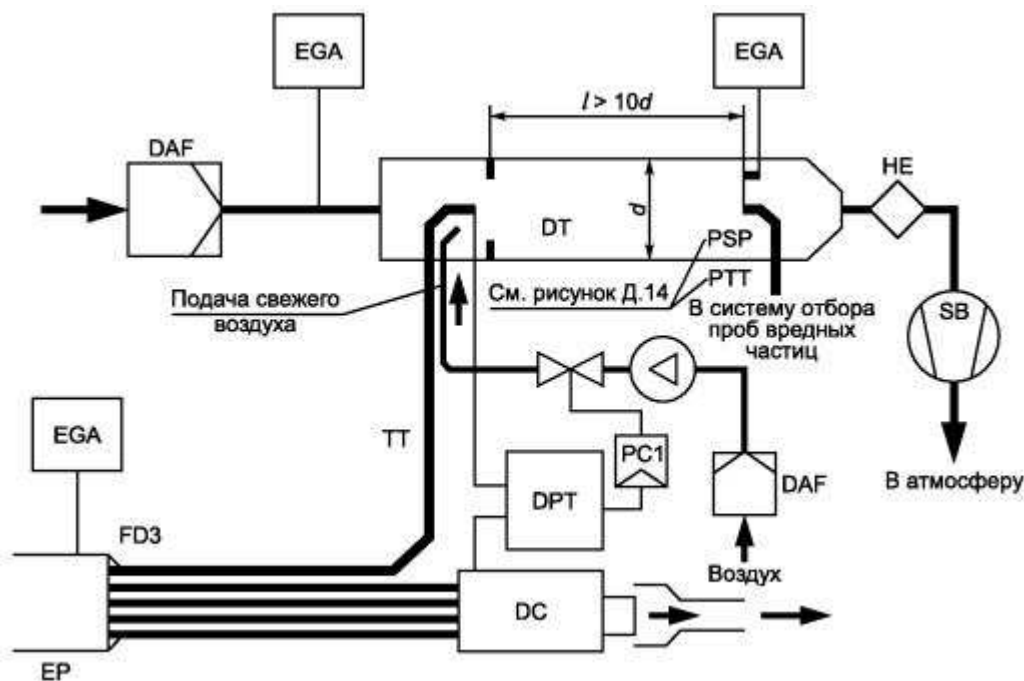 EGA
EGA
l > 10d
DAF
HE
d
DT
PSP
Подача свежего
воздуха
См. рисунок Д.14
PTT
В систему отбора
проб вредных
частиц
SB
EGA
TT
PC1
DAF
В атмосферу
DPT
FD3
Воздух
DC
EP